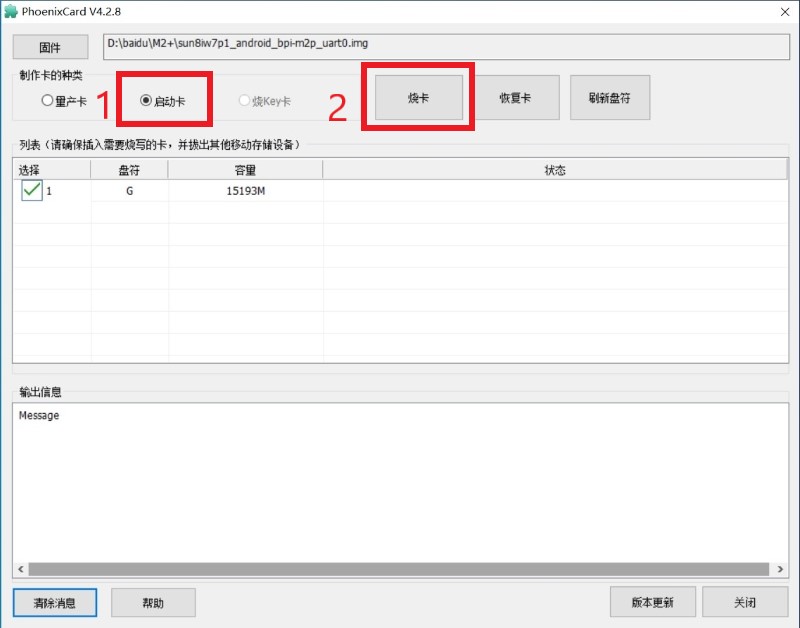 PhoenixCard V4.2.8
固件
D:\baidu\M2+\sun8iw7p1_android_bpi-m2p_uart0.img
制作卡的种类
量产卡 1 启动卡 烧Key卡 2 烧卡 恢复卡 刷新盘符
列表（请确保插入需要烧写的卡，并拔出其他移动存储设备）
选择 盘符 容量 状态
1 G 15193M
输出信息
Message
清除消息 帮助 版本更新 关闭